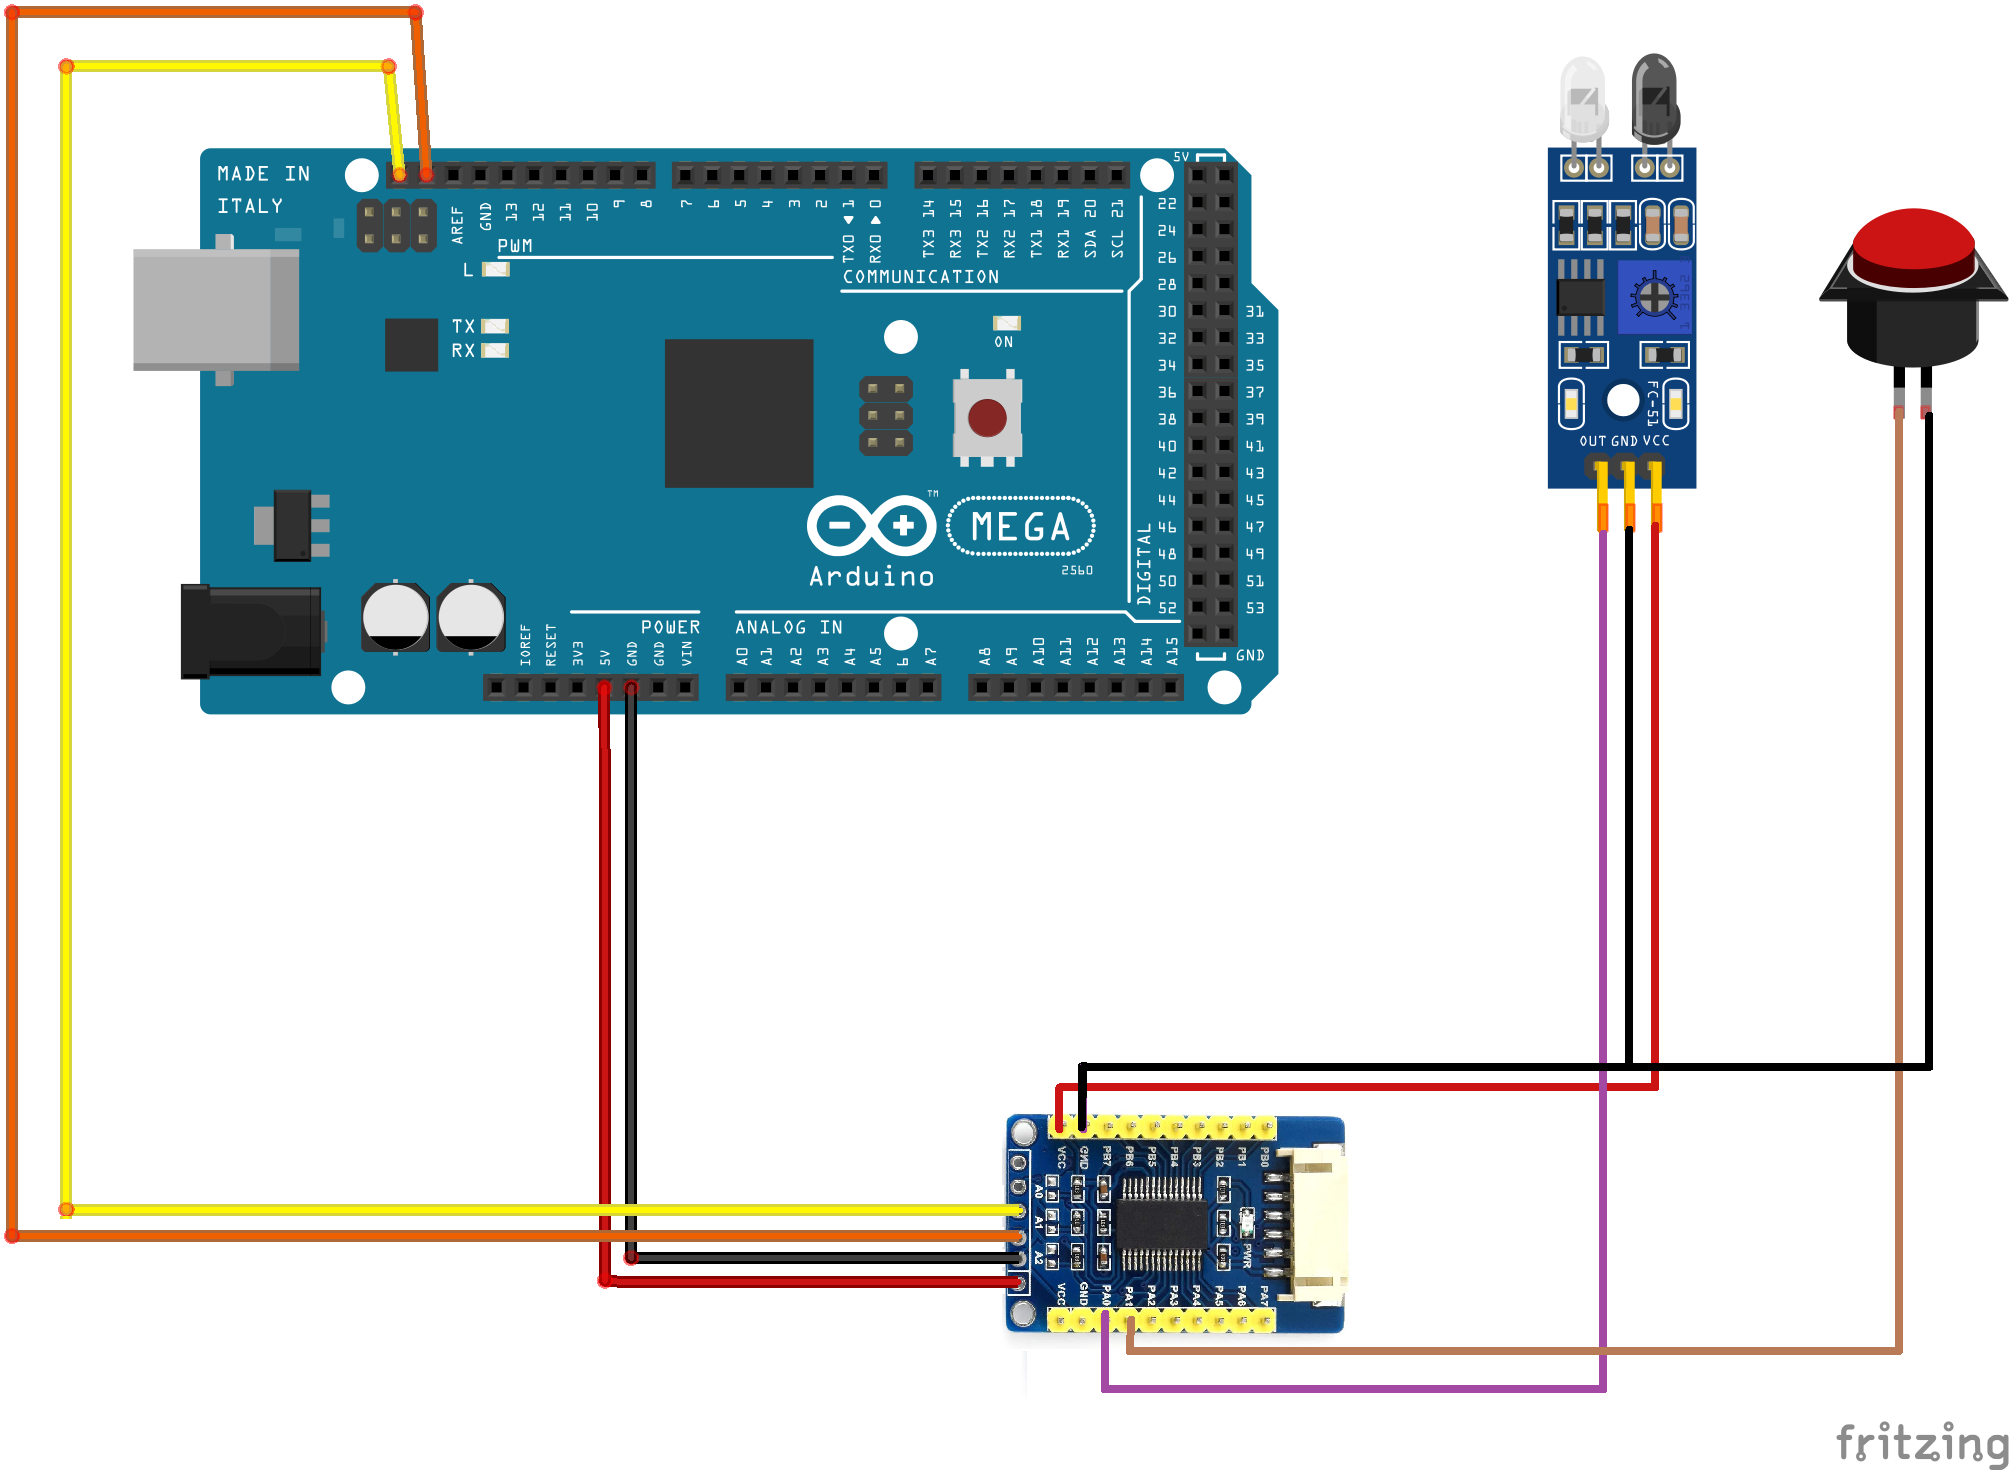 MADE IN
ITALY
AREF
GND
13
12
11
10
9
8
7
6
5
4
3
2
TX0 1
RX0 0
TX3 14
RX3 15
TX2 16
RX2 17
TX1 18
RX1 19
SDA 20
SCL 21
PWM
COMMUNICATION
L
TX
RX
ON
5V
22
24
26
28
30 31
32 33
34 35
36 37
38 39
40 41
42 43
44 45
46 47
48 49
50 51
52 53
DIGITAL
GND
TM
MEGA
2560
Arduino
POWER
ANALOG IN
IOREF
RESET
3V3
5V
GND
GND
VIN
A0
A1
A2
A3
A4
A5
6
A7
A8
A9
A10
A11
A12
A13
A14
A15
3362
1
FC-51
OUT GND VCC
VCC
GND
PB7
PB6
PB5
PB4
PB3
PB2
PB1
PB0
A0
A1
A2
PWR
VCC
GND
PA0
PA1
PA2
PA3
PA4
PA5
PA6
PA7
fritzing